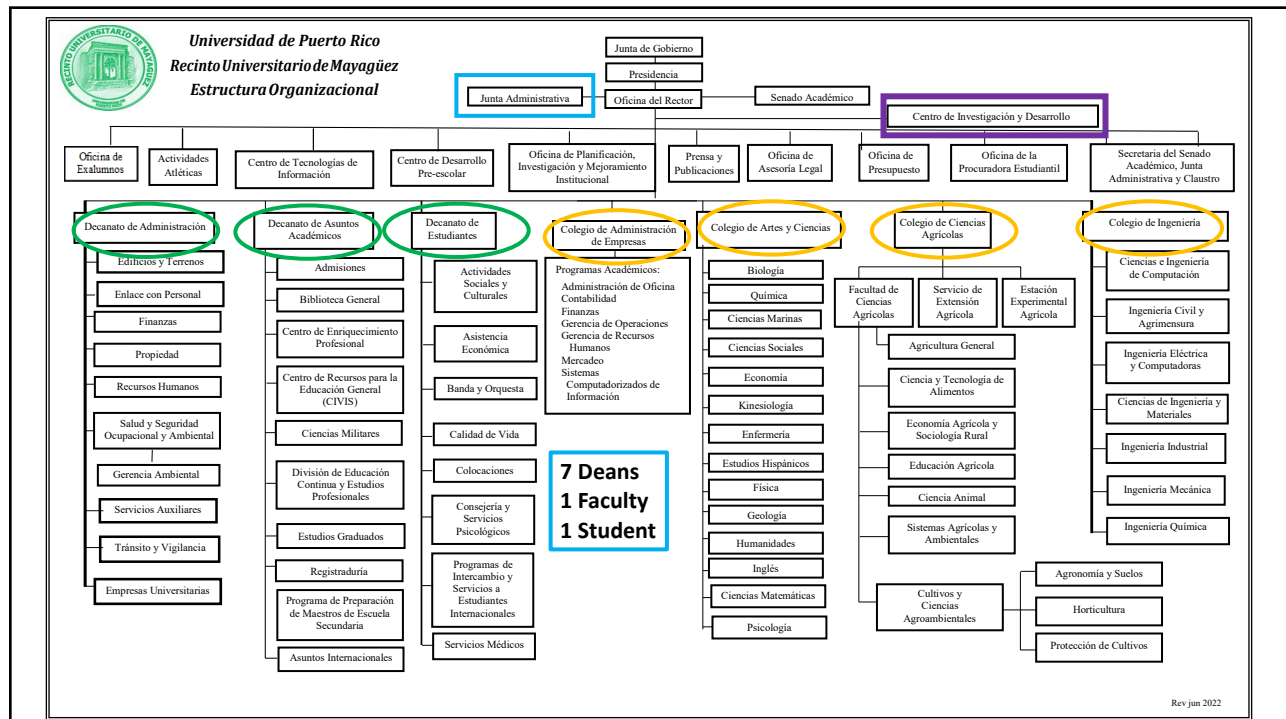 RECINTO UNIVERSITARIO DE MAYAGÜEZ
Universidad de Puerto Rico
Recinto Universitario de Mayagüez
Estructura Organizacional
Junta de Gobierno
Presidencia
Junta Administrativa
Oficina del Rector
Senado Académico
Centro de Investigación y Desarrollo
Oficina de
Exalumnos
Actividades
Atléticas
Centro de Tecnologías de
Información
Centro de Desarrollo
Pre-escolar
Oficina de Planificación,
Investigación y Mejoramiento
Institucional
Prensa y
Publicaciones
Oficina de
Asesoría Legal
Oficina de
Presupuesto
Oficina de la
Procuradora Estudiantil
Secretaria del Senado
Académico, Junta
Administrativa y Claustro
Decanato de Administración
Edificios y Terrenos
Enlace con Personal
Finanzas
Propiedad
Recursos Humanos
Salud y Seguridad
Ocupacional y Ambiental
Gerencia Ambiental
Servicios Auxiliares
Tránsito y Vigilancia
Empresas Universitarias
Decanato de Asuntos
Académicos
Admisiones
Biblioteca General
Centro de Enriquecimiento
Profesional
Centro de Recursos para la
Educación General
(CIVIS)
Ciencias Militares
División de Educación
Continua y Estudios
Profesionales
Estudios Graduados
Registraduría
Programa de Preparación
de Maestros de Escuela
Secundaria
Asuntos Internacionales
Decanato de
Estudiantes
Actividades
Sociales y
Culturales
Asistencia
Económica
Banda y Orquesta
Calidad de Vida
Colocaciones
Consejería y
Servicios
Psicológicos
Programas de
Intercambio y
Servicios a
Estudiantes
Internacionales
Servicios Médicos
Colegio de Administración
de Empresas
Programas Académicos:
Administración de Oficina
Contabilidad
Finanzas
Gerencia de Operaciones
Gerencia de Recursos
Humanos
Mercadeo
Sistemas
Computadorizados de
Información
7 Deans
1 Faculty
1 Student
Colegio de Artes y Ciencias
Biología
Química
Ciencias Marinas
Ciencias Sociales
Economía
Kinesiología
Enfermería
Estudios Hispánicos
Física
Geología
Humanidades
Inglés
Ciencias Matemáticas
Psicología
Colegio de Ciencias
Agrícolas
Facultad de
Ciencias
Agrícolas
Servicio de
Extensión
Agrícola
Estación
Experimental
Agrícola
Agricultura General
Ciencia y Tecnología de
Alimentos
Economía Agrícola y
Sociología Rural
Educación Agrícola
Ciencia Animal
Sistemas Agrícolas y
Ambientales
Cultivos y
Ciencias
Agroambientales
Agronomía y Suelos
Horticultura
Protección de Cultivos
Colegio de Ingeniería
Ciencias e Ingeniería
de Computación
Ingeniería Civil y
Agrimensura
Ingeniería Eléctrica
y Computadoras
Ciencias de Ingeniería y
Materiales
Ingeniería Industrial
Ingeniería Mecánica
Ingeniería Química
Rev jun 2022